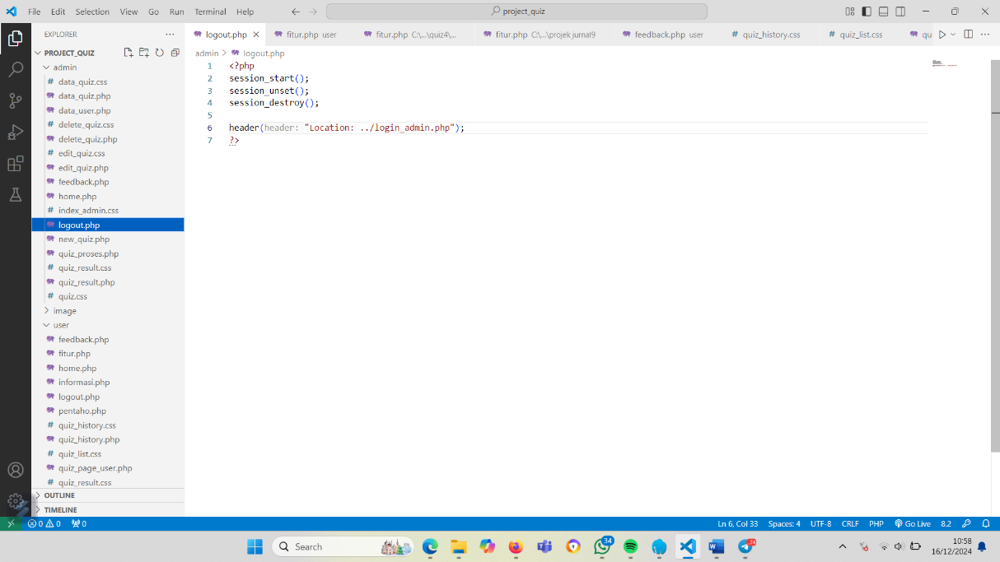 File Edit Selection View Go Run Terminal Help
project_quiz
EXPLORER
PROJECT_QUIZ
admin
data_quiz.css
data_quiz.php
data_user.php
delete_quiz.css
delete_quiz.php
edit_quiz.css
edit_quiz.php
feedback.php
home.php
index_admin.css
logout.php
new_quiz.php
quiz_proses.php
quiz_result.css
quiz_result.php
quiz.css
image
user
feedback.php
fitur.php
home.php
informasi.php
logout.php
pentaho.php
quiz_history.css
quiz_history.php
quiz_list.css
quiz_page_user.php
quiz_result.css
OUTLINE
TIMELINE
logout.php
fitur.php user
fitur.php C:\...\quiz4\...
fitur.php C:\...\projek jurnal9
feedback.php user
quiz_history.css
quiz_list.css
qu
admin > logout.php
1 <?php
2 session_start();
3 session_unset();
4 session_destroy();
5
6 header(header: "Location: ../login_admin.php");
7 ?>
0 0 0
Ln 6, Col 33 Spaces: 4 UTF-8 CRLF PHP Go Live 8.2
Search
34
10:58
16/12/2024